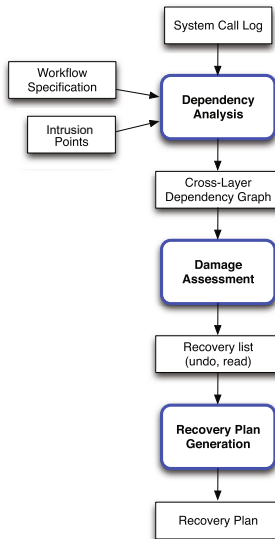 System Call Log
Workflow
Specification
Dependency
Analysis
Intrusion
Points
Cross-Layer
Dependency Graph
Damage
Assessment
Recovery list
(undo, read)
Recovery Plan
Generation
Recovery Plan